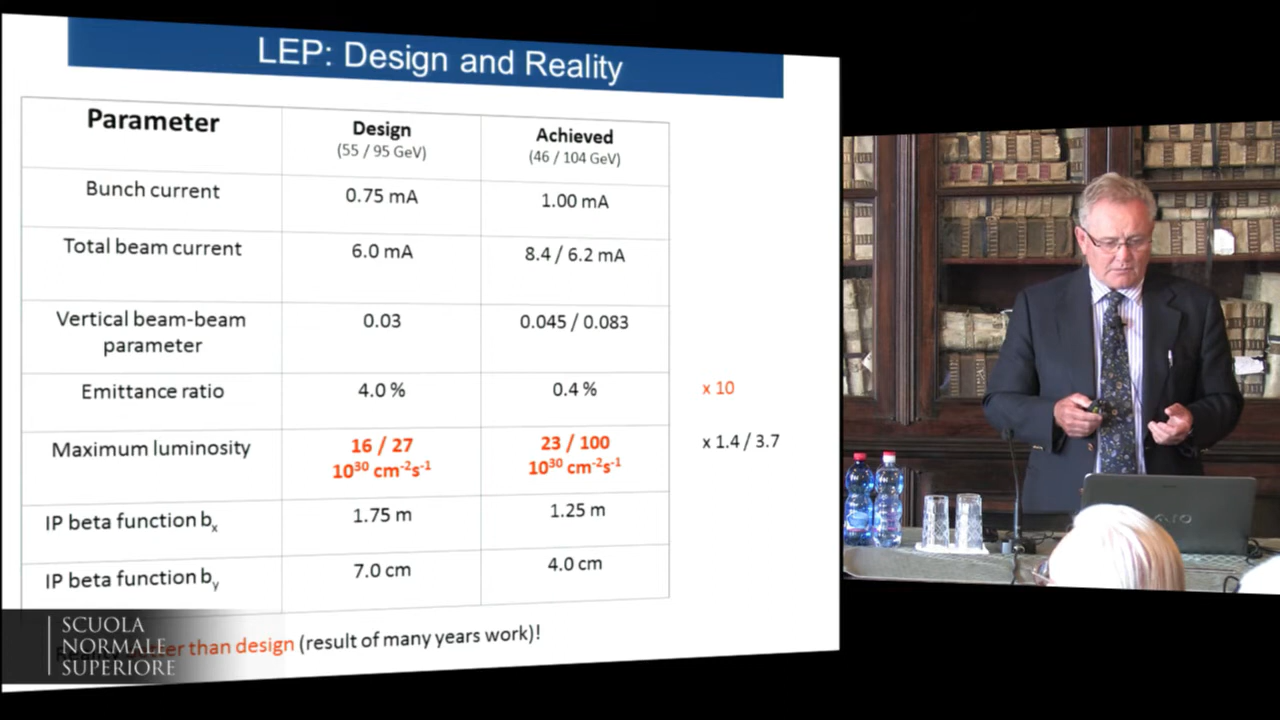 LEP: Design and Reality
Parameter
Design
(55 / 95 GeV)
Achieved
(46 / 104 GeV)
Bunch current
0.75 mA
1.00 mA
Total beam current
6.0 mA
8.4 / 6.2 mA
Vertical beam-beam
parameter
0.03
0.045 / 0.083
Emittance ratio
4.0 %
0.4 %
x 10
Maximum luminosity
16 / 27
10³⁰ cm⁻²s⁻¹
23 / 100
10³⁰ cm⁻²s⁻¹
x 1.4 / 3.7
IP beta function bₓ
1.75 m
1.25 m
IP beta function b_y
7.0 cm
4.0 cm
than design (result of many years work)!
SCUOLA
NORMALE
SUPERIORE